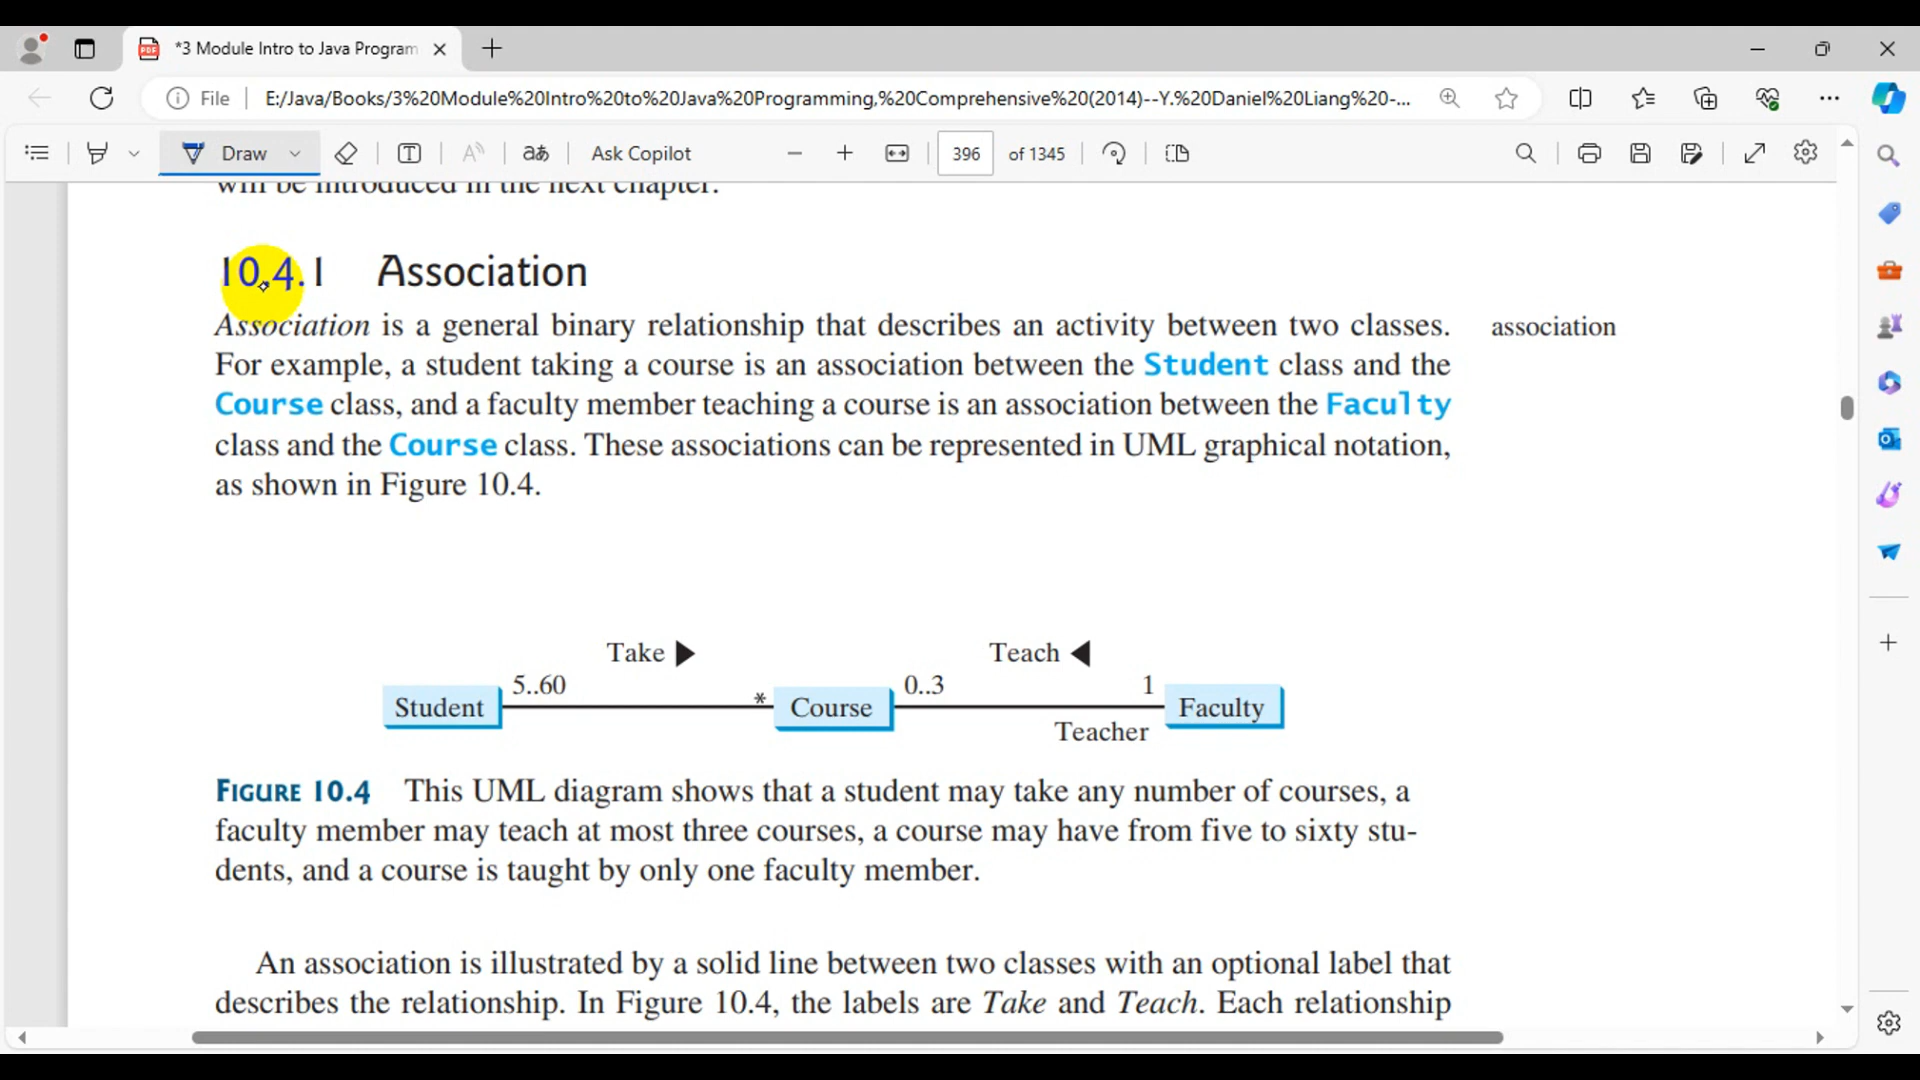 *3 Module Intro to Java Program
File
E:/Java/Books/3%20Module%20Intro%20to%20Java%20Programming,%20Comprehensive%20(2014)--Y.%20Daniel%20Liang%20-...
Draw
Ask Copilot
396 of 1345
will be introduced in the next chapter.
10.4.1 Association
Association is a general binary relationship that describes an activity between two classes.
association
For example, a student taking a course is an association between the Student class and the
Course class, and a faculty member teaching a course is an association between the Faculty
class and the Course class. These associations can be represented in UML graphical notation,
as shown in Figure 10.4.
Take ▶ Teach ◀
5..60 * 0..3 1
Student Course Faculty
Teacher
FIGURE 10.4 This UML diagram shows that a student may take any number of courses, a
faculty member may teach at most three courses, a course may have from five to sixty stu-
dents, and a course is taught by only one faculty member.
An association is illustrated by a solid line between two classes with an optional label that
describes the relationship. In Figure 10.4, the labels are Take and Teach. Each relationship